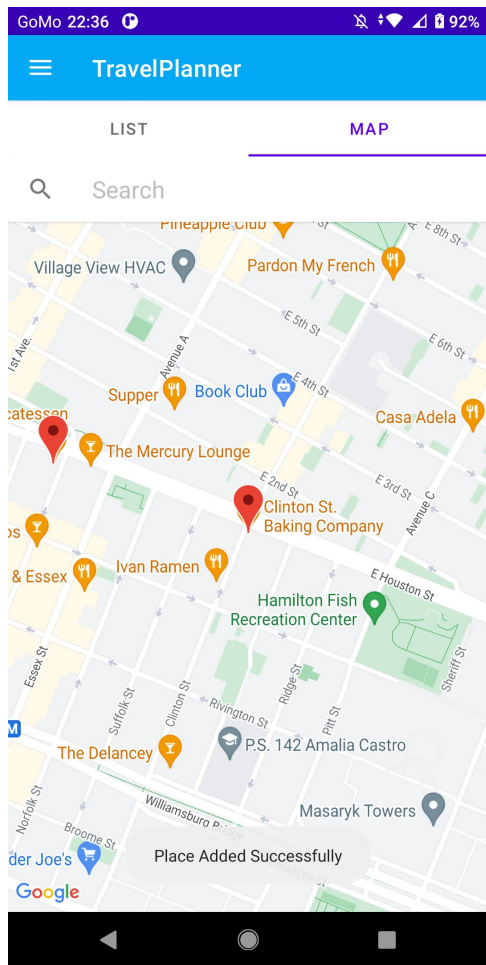 GoMo 22:36 92%
TravelPlanner
LIST MAP
Search
Pineapple Club
E 8th St
Village View HVAC
Pardon My French
E 5th St
1st Ave.
Avenue A
E 6th St
Supper
Book Club
E 4th St
catessen
Casa Adela
The Mercury Lounge
E 2nd St
E 3rd St
Avenue C
Clinton St.
Baking Company
os
Ivan Ramen
& Essex
E Houston St
Hamilton Fish
Recreation Center
Essex St
Sheriff St
Suffolk St
Clinton St
Ridge St
Rivington St
Pitt St
M
The Delancey
P.S. 142 Amalia Castro
Norfolk St
Williamsburg Bridge
Masaryk Towers
Broome St
der Joe's
Place Added Successfully
Google